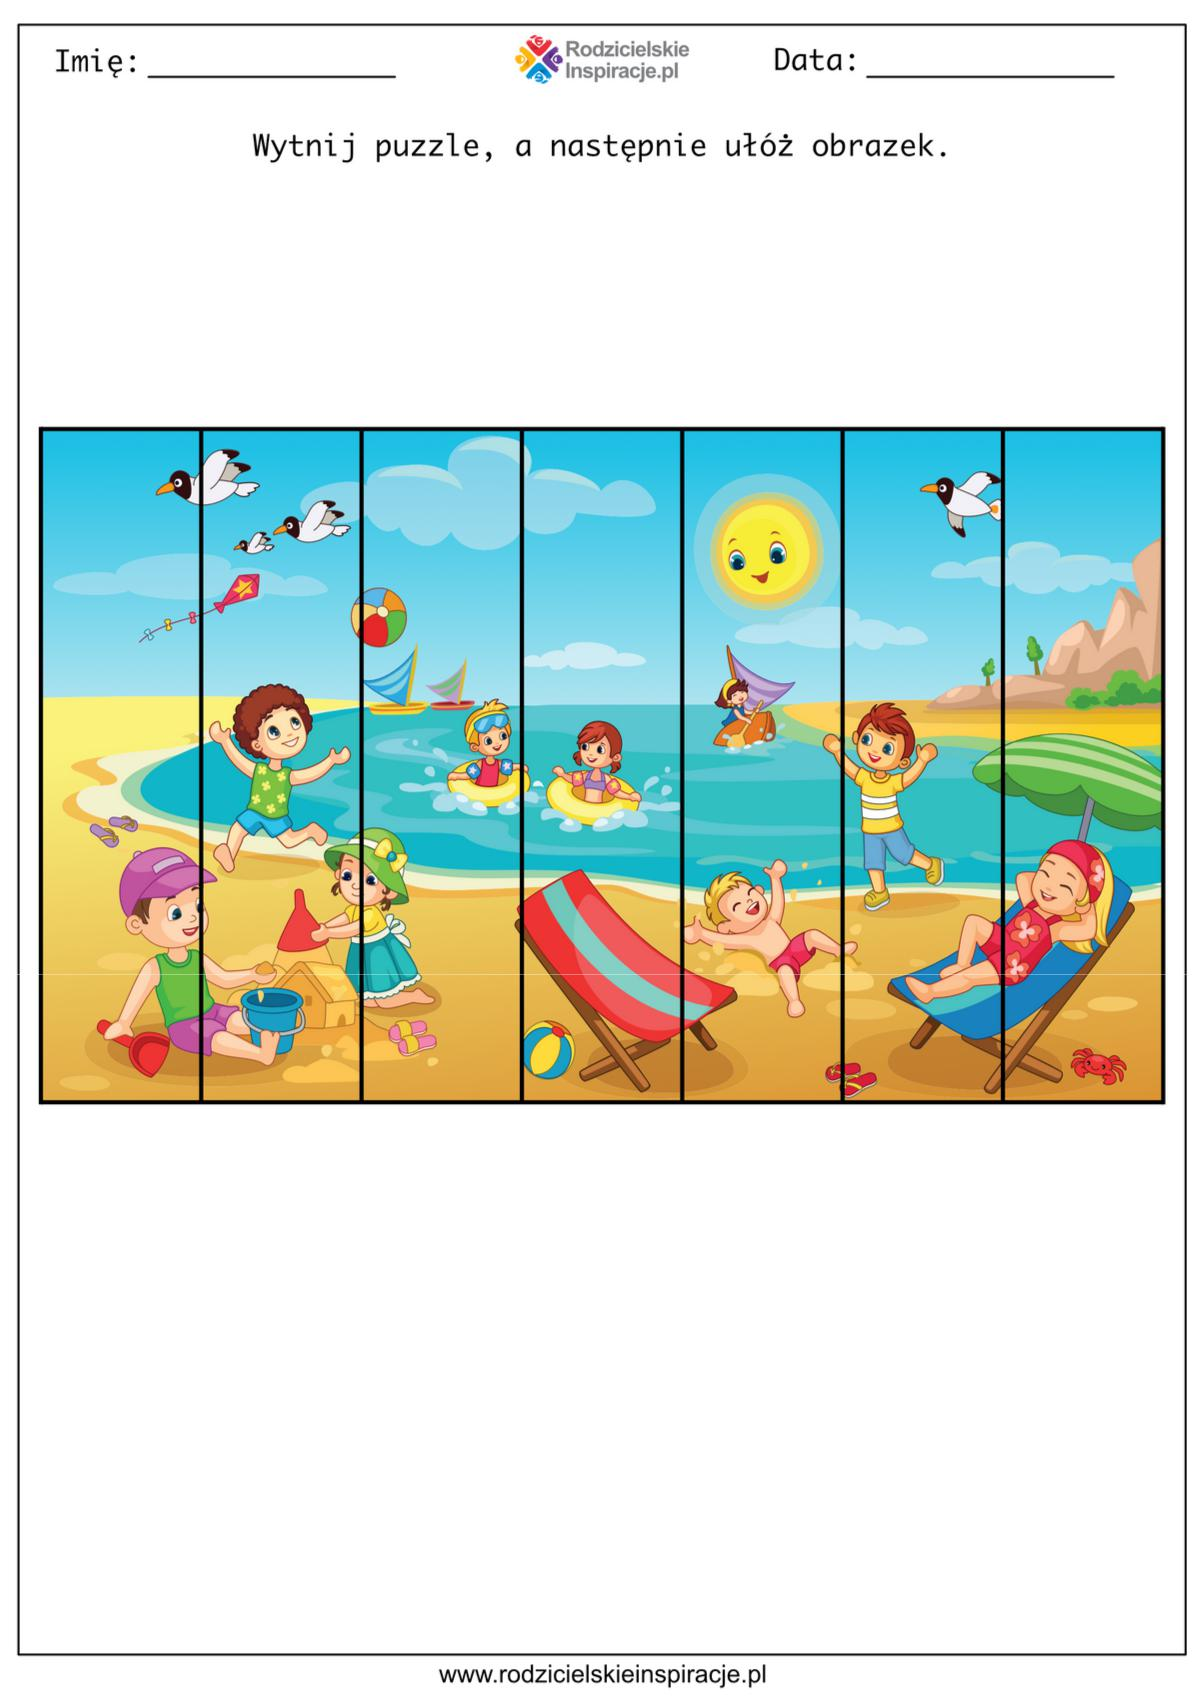 Imię: Rodzicielskie Inspiracje.pl Data:
Wytnij puzzle, a następnie ułóż obrazek.
www.rodzicielskieinspiracje.pl